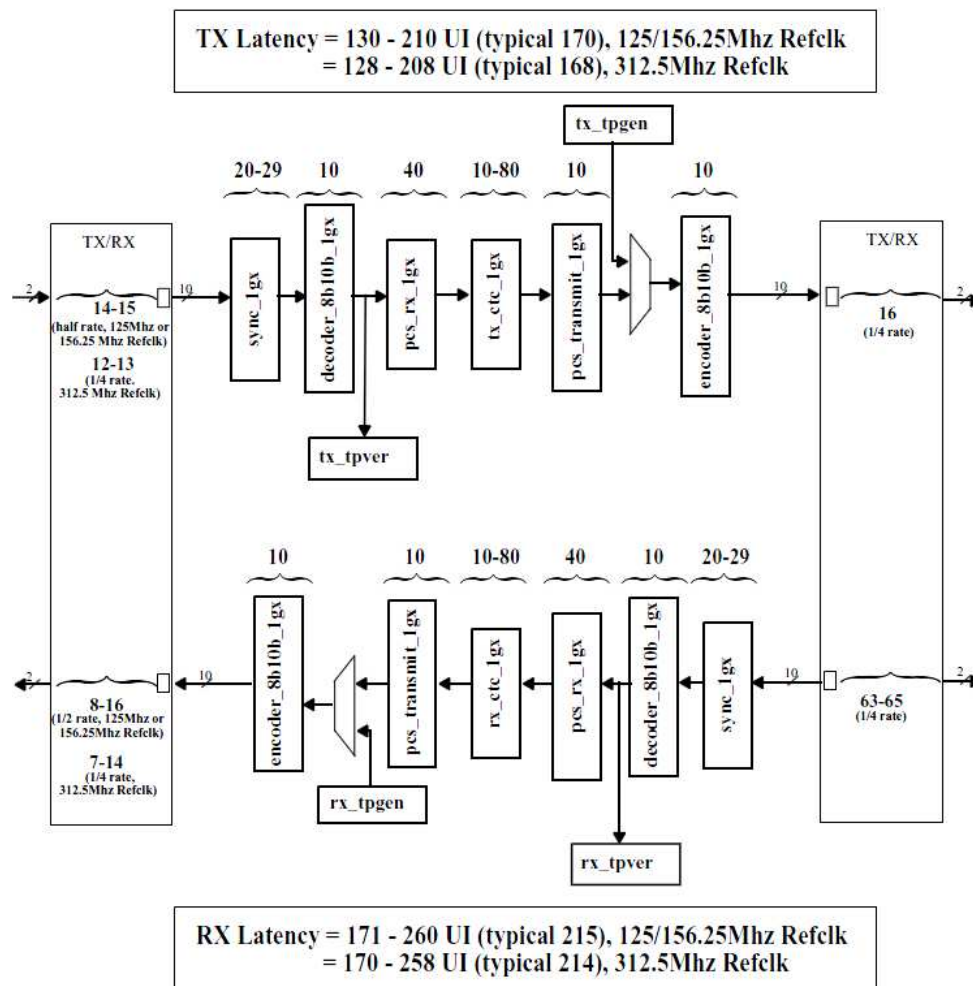 TX Latency = 130 - 210 UI (typical 170), 125/156.25Mhz Refclk
= 128 - 208 UI (typical 168), 312.5Mhz Refclk
tx_tpgen
20-29
10
40
10-80
10
10
TX/RX
TX/RX
2
14-15
(half rate, 125Mhz or
156.25 Mhz Refclk)
12-13
(1/4 rate.
312.5 Mhz Refclk)
10
sync_1gx
decoder_8b10b_1gx
pcs_rx_1gx
tx_ctc_1gx
pcs_transmit_1gx
encoder_8b10b_1gx
10
16
(1/4 rate)
2
tx_tpver
10
10
10-80
40
10
20-29
2
8-16
(1/2 rate, 125Mhz or
156.25Mhz Refclk)
7-14
(1/4 rate,
312.5Mhz Refclk)
10
encoder_8b10b_1gx
pcs_transmit_1gx
rx_ctc_1gx
pcs_rx_1gx
decoder_8b10b_1gx
sync_1gx
10
63-65
(1/4 rate)
2
rx_tpgen
rx_tpver
RX Latency = 171 - 260 UI (typical 215), 125/156.25Mhz Refclk
= 170 - 258 UI (typical 214), 312.5Mhz Refclk